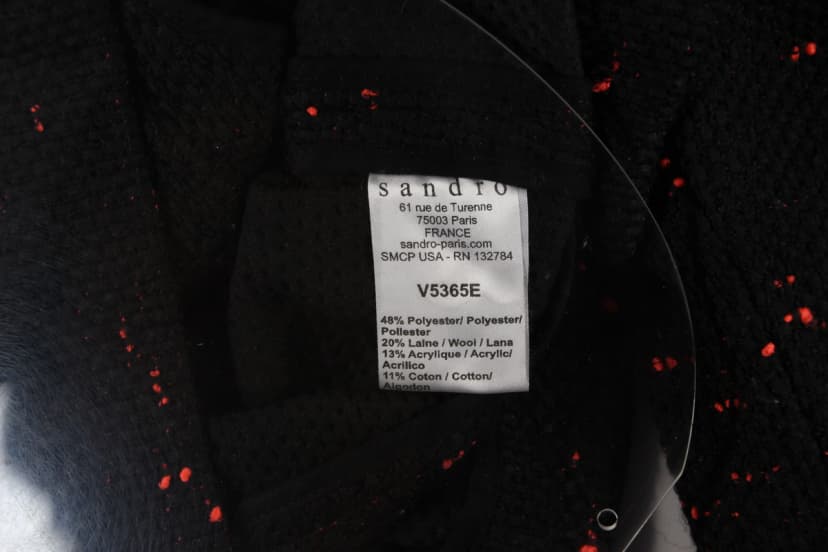 sandro
61 rue de Turenne
75003 Paris
FRANCE
sandro-paris.com
SMCP USA - RN 132784
V5365E
48% Polyester/ Polyester/
Poliester
20% Laine / Wool / Lana
13% Acrylique / Acrylic/
Acrilico
11% Coton / Cotton/
Algodon